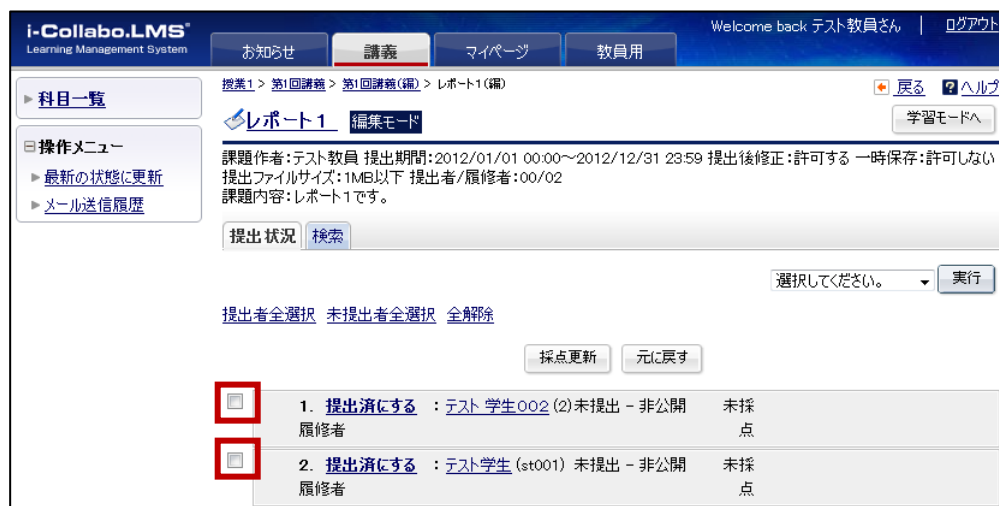 i-Collabo.LMS
Learning Management System
Welcome back テスト教員さん | ログアウト
お知らせ 講義 マイページ 教員用
授業1 > 第1回講義 > 第1回講義(編) > レポート1(編)
戻る ヘルプ
科目一覧
レポート1 編集モード
学習モードへ
操作メニュー
最新の状態に更新
メール送信履歴
課題作者:テスト教員 提出期間:2012/01/01 00:00～2012/12/31 23:59 提出後修正:許可する 一時保存:許可しない
提出ファイルサイズ:1MB以下 提出者/履修者:00/02
課題内容:レポート1です。
提出状況 検索
選択してください。 実行
提出者全選択 未提出者全選択 全解除
採点更新 元に戻す
1. 提出済にする :テスト 学生002 (2)未提出 - 非公開 未採
履修者 点
2. 提出済にする :テスト学生 (st001) 未提出 - 非公開 未採
履修者 点